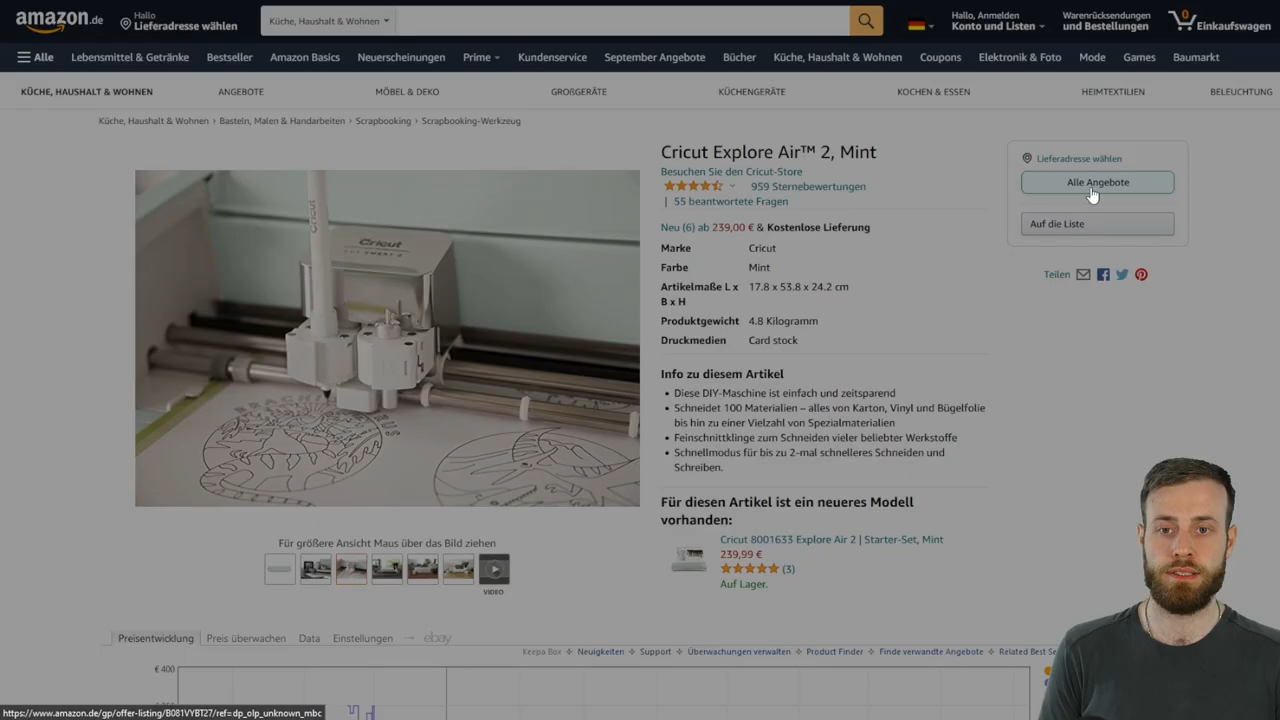 amazon.de
Hallo
Lieferadresse wählen
Küche, Haushalt & Wohnen
Hallo, Anmelden
Konto und Listen
Warenrücksendungen
und Bestellungen
0
Einkaufswagen
Alle
Lebensmittel & Getränke
Bestseller
Amazon Basics
Neuerscheinungen
Prime
Kundenservice
September Angebote
Bücher
Küche, Haushalt & Wohnen
Coupons
Elektronik & Foto
Mode
Games
Baumarkt
KÜCHE, HAUSHALT & WOHNEN
ANGEBOTE
MÖBEL & DEKO
GROßGERÄTE
KÜCHENGERÄTE
KOCHEN & ESSEN
HEIMTEXTILIEN
BELEUCHTUNG
Küche, Haushalt & Wohnen › Basteln, Malen & Handarbeiten › Scrapbooking › Scrapbooking-Werkzeug
Cricut
Cricut
Cricut Explore Air™ 2, Mint
Besuchen Sie den Cricut-Store
959 Sternebewertungen
| 55 beantwortete Fragen
Neu (6) ab 239,00 € & Kostenlose Lieferung
Marke Cricut
Farbe Mint
Artikelmaße L x 17.8 x 53.8 x 24.2 cm
B x H
Produktgewicht 4.8 Kilogramm
Druckmedien Card stock
Info zu diesem Artikel
• Diese DIY-Maschine ist einfach und zeitsparend
• Schneidet 100 Materialien – alles von Karton, Vinyl und Bügelfolie
bis hin zu einer Vielzahl von Spezialmaterialien
• Feinschnittklinge zum Schneiden vieler beliebter Werkstoffe
• Schnellmodus für bis zu 2-mal schnelleres Schneiden und
Schreiben.
Für diesen Artikel ist ein neueres Modell
vorhanden:
Cricut 8001633 Explore Air 2 | Starter-Set, Mint
239,99 €
(3)
Auf Lager.
Lieferadresse wählen
Alle Angebote
Auf die Liste
Teilen
Für größere Ansicht Maus über das Bild ziehen
VIDEO
Preisentwicklung
Preis überwachen
Data
Einstellungen
→
ebay
Keepa Box
Neuigkeiten
Support
Überwachungen verwalten
Product Finder
Finde verwandte Angebote
Related Best Se
€ 400
https://www.amazon.de/gp/offer-listing/B081VYBT27/ref=dp_olp_unknown_mbc